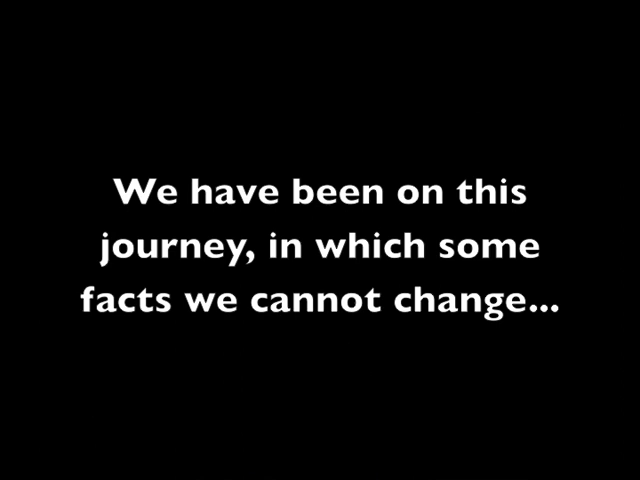 We have been on this
journey, in which some
facts we cannot change...